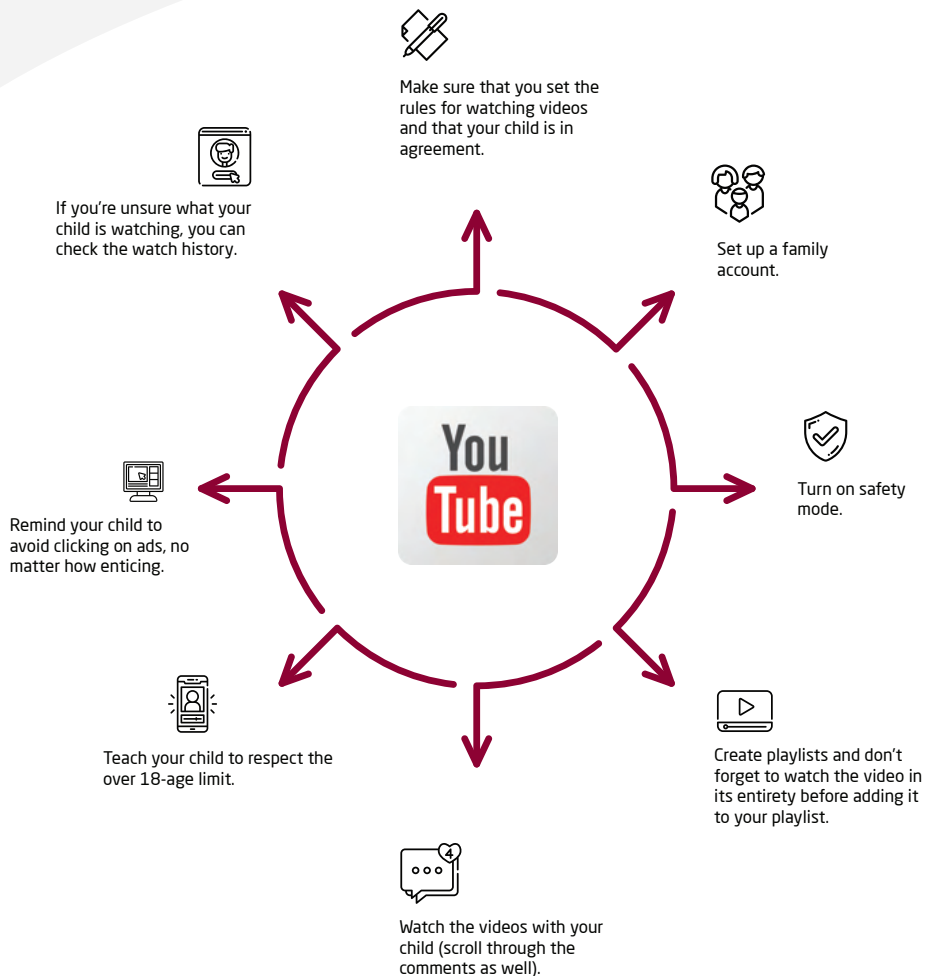 Make sure that you set the
rules for watching videos
and that your child is in
agreement.
If you're unsure what your
child is watching, you can
check the watch history.
Set up a family
account.
You
Tube
Turn on safety
mode.
Remind your child to
avoid clicking on ads, no
matter how enticing.
Teach your child to respect the
over 18-age limit.
Create playlists and don't
forget to watch the video in
its entirety before adding it
to your playlist.
4
Watch the videos with your
child (scroll through the
comments as well).